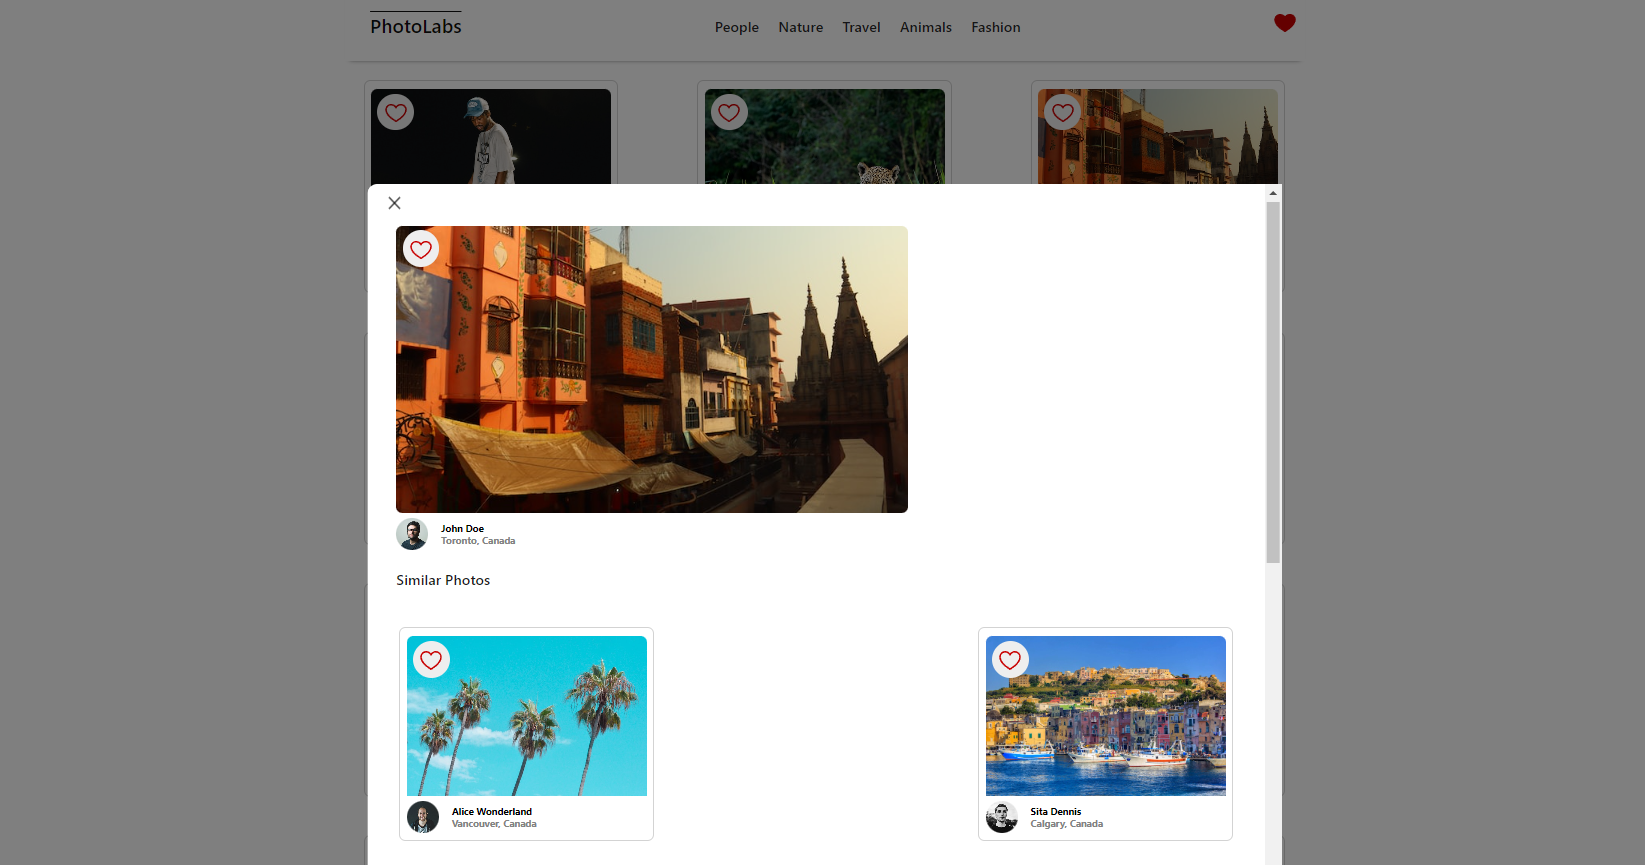 PhotoLabs
People Nature Travel Animals Fashion
John Doe
Toronto, Canada
Similar Photos
Alice Wonderland
Vancouver, Canada
Sita Dennis
Calgary, Canada